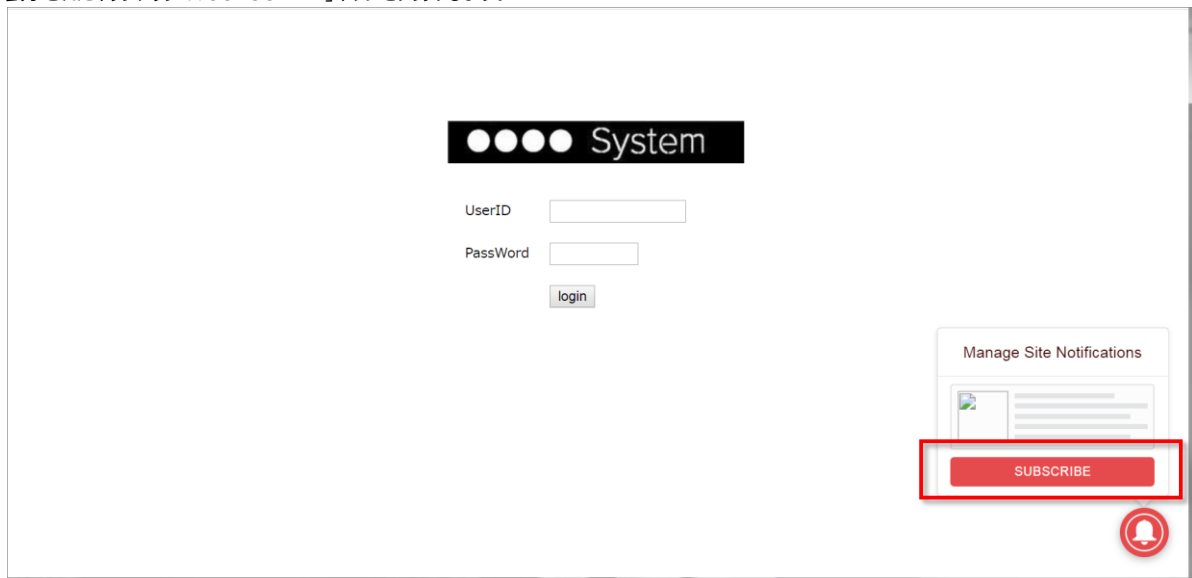 ●●●● System
UserID
PassWord
login
Manage Site Notifications
SUBSCRIBE